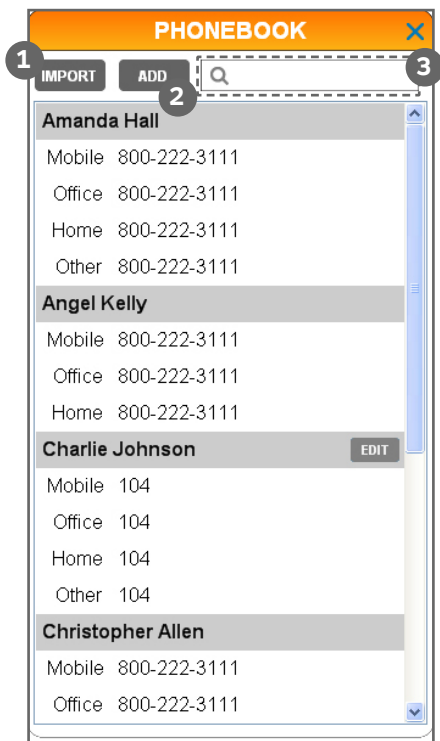 PHONEBOOK
1
IMPORT ADD 3
2
Amanda Hall
Mobile 800-222-3111
Office 800-222-3111
Home 800-222-3111
Other 800-222-3111
Angel Kelly
Mobile 800-222-3111
Office 800-222-3111
Home 800-222-3111
Charlie Johnson EDIT
Mobile 104
Office 104
Home 104
Other 104
Christopher Allen
Mobile 800-222-3111
Office 800-222-3111